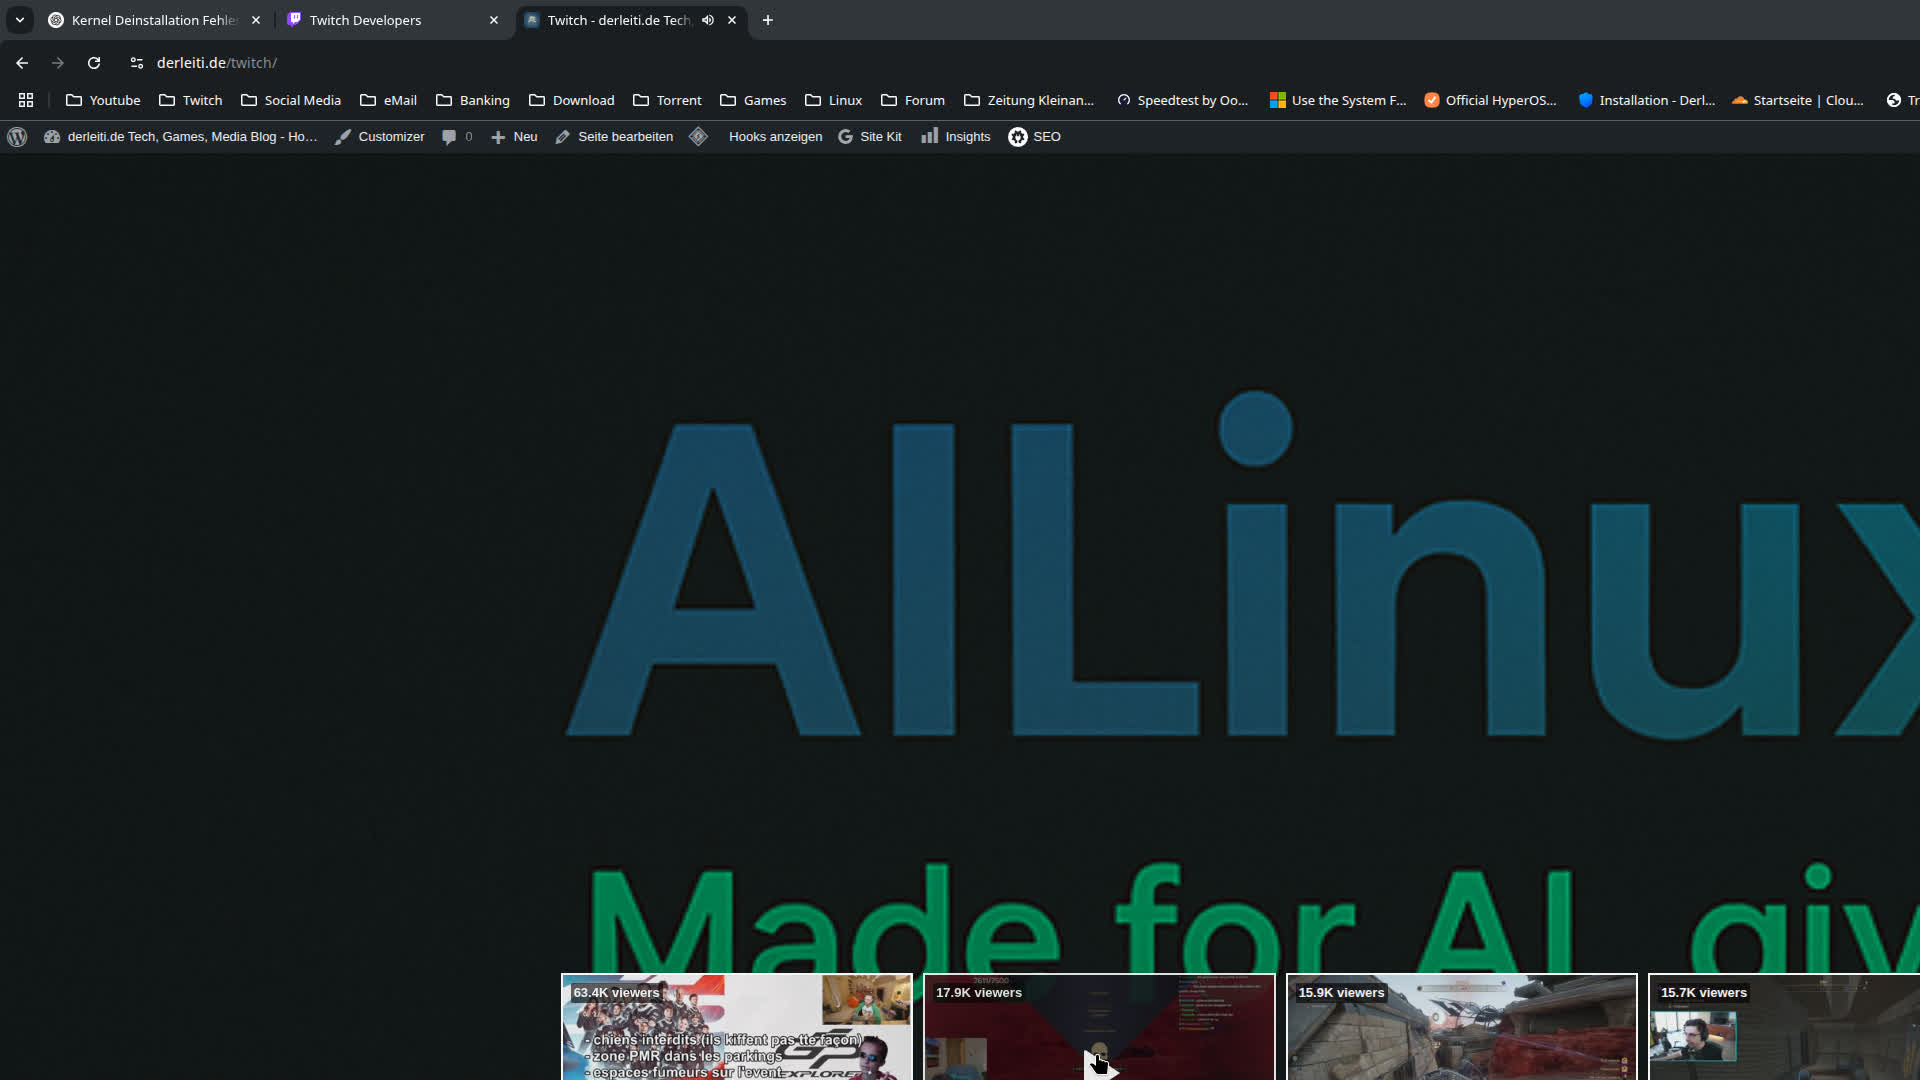 Kernel Deinstallation Fehle
Twitch Developers
Twitch - derleiti.de Tech,
derleiti.de/twitch/
Youtube
Twitch
Social Media
eMail
Banking
Download
Torrent
Games
Linux
Forum
Zeitung Kleinan...
Speedtest by Oo...
Use the System F...
Official HyperOS...
Installation - Derl...
Startseite | Clou...
Tr
derleiti.de Tech, Games, Media Blog - Ho...
Customizer
0
Neu
Seite bearbeiten
Hooks anzeigen
Site Kit
Insights
SEO
AILinux
Made for AI, giv
63.4K viewers
- chiens interdits (ils kiffent pas tte façon)
- zone PMR dans les parkings
- espaces fumeurs sur l'event
GP
EXPLORER
17.9K viewers
15.9K viewers
15.7K viewers